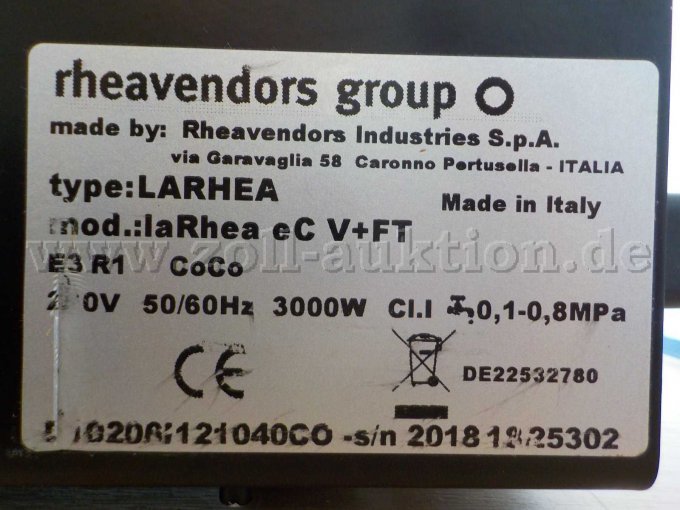 rheavendors group
made by: Rheavendors Industries S.p.A.
via Garavaglia 58 Caronno Pertusella - ITALIA
type:LARHEA
Made in Italy
mod.:laRhea eC V+FT
www.zoll-auktion.de
E3 R1 CoCo
50/60Hz 3000W Cl.I 0,1-0,8MPa
CE
DE22532780
-s/n 2018